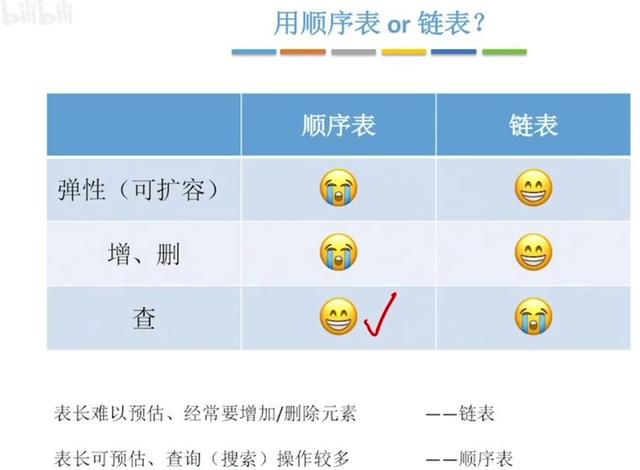 bilibili
用顺序表 or 链表？
顺序表 链表
弹性（可扩容） 😭 😁
增、删 😭 😁
查 😁 😭
表长难以预估、经常要增加/删除元素 ——链表
表长可预估、查询（搜索）操作较多 ——顺序表